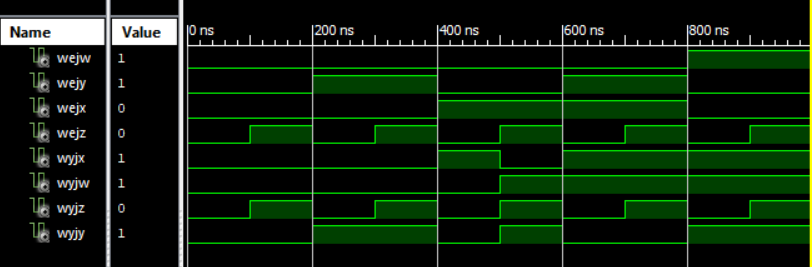 Name Value 0 ns 200 ns 400 ns 600 ns 800 ns
wejw 1
wejy 1
wejx 0
wejz 0
wyjx 1
wyjw 1
wyjz 0
wyjy 1